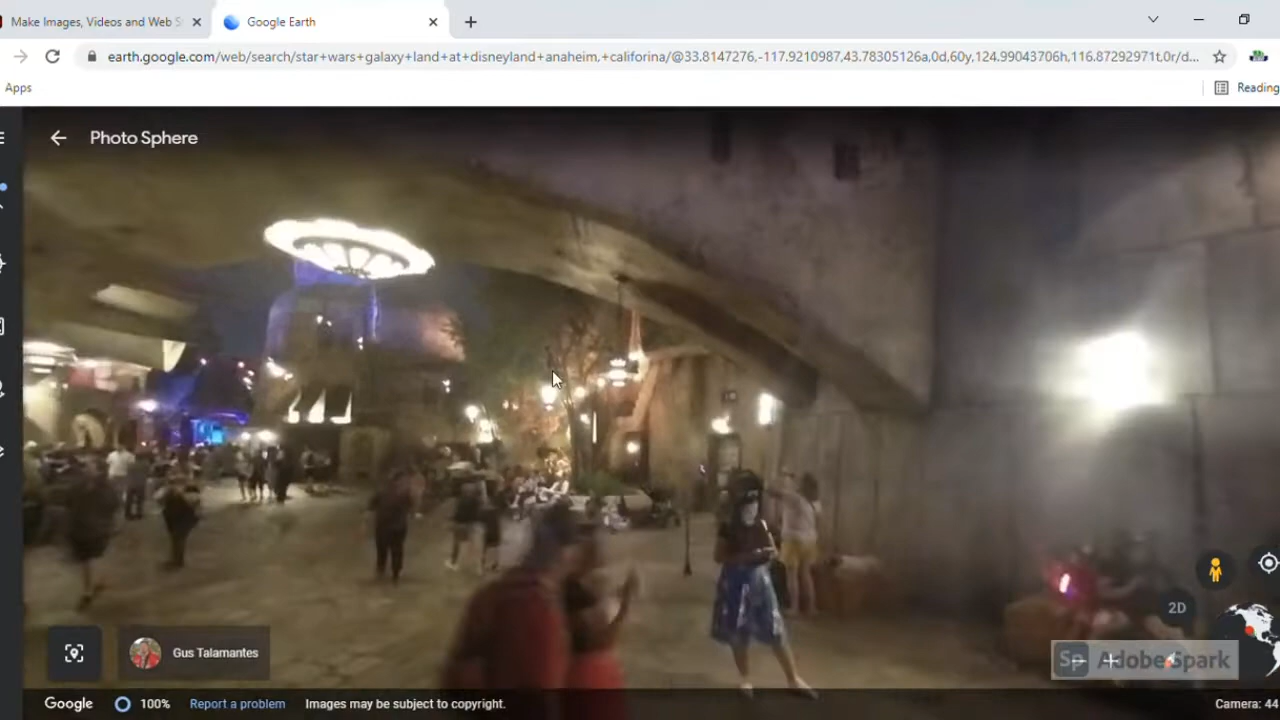 Make Images, Videos and Web S
Google Earth
earth.google.com/web/search/star+wars+galaxy+land+at+disneyland+anaheim,+califorina/@33.8147276,-117.9210987,43.78305126a,0d,60y,124.99043706h,116.87292971t,0r/d...
Apps
Reading
Photo Sphere
2D
Gus Talamantes
Sp Adobe Spark
Google 100% Report a problem Images may be subject to copyright. Camera: 44